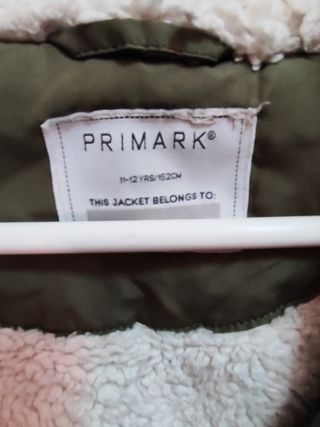 PRIMARK®
11-12 YRS/152CM
THIS JACKET BELONGS TO: